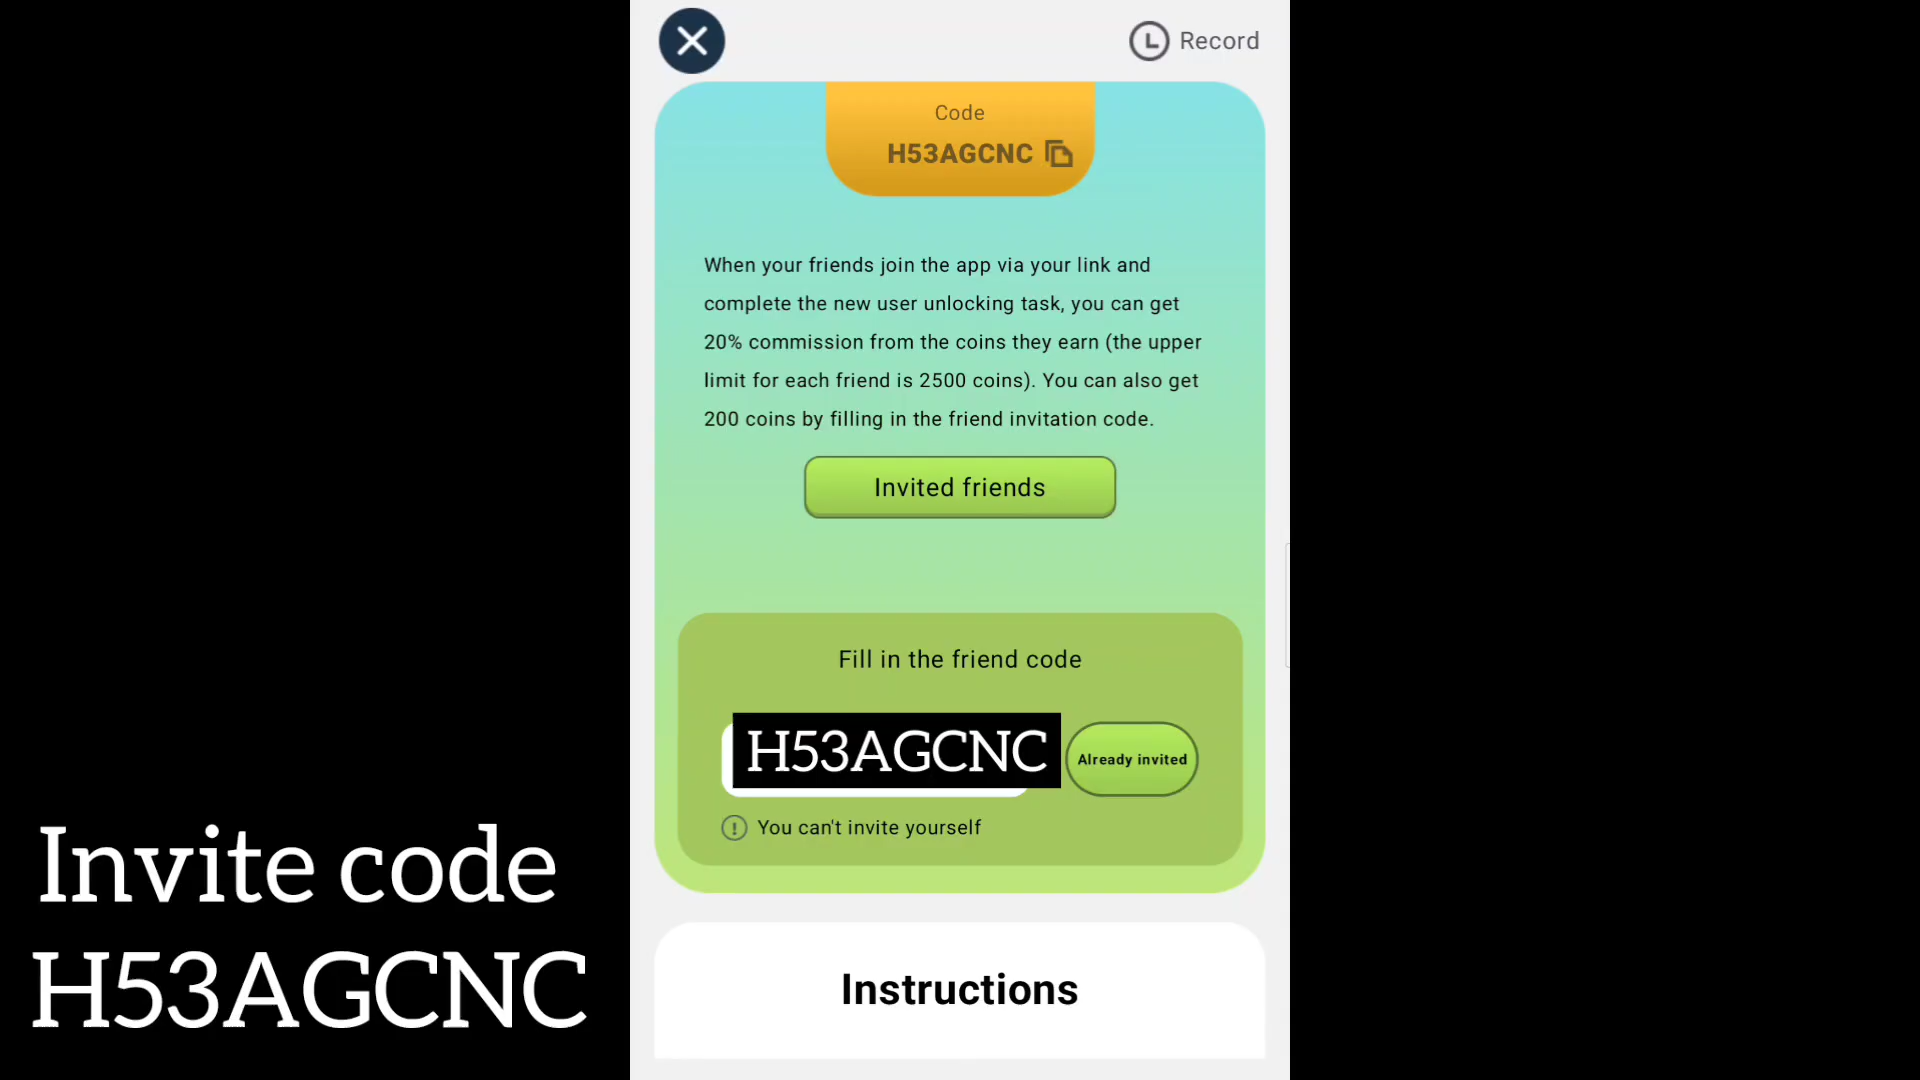 Record
Code
H53AGCNC
When your friends join the app via your link and
complete the new user unlocking task, you can get
20% commission from the coins they earn (the upper
limit for each friend is 2500 coins). You can also get
200 coins by filling in the friend invitation code.
Invited friends
Fill in the friend code
H53AGCNC
Already invited
You can't invite yourself
Instructions
Invite code
H53AGCNC